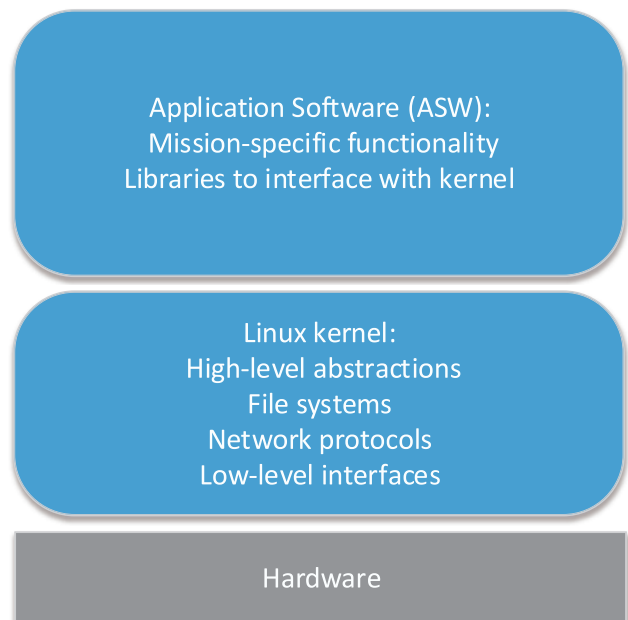 Application Software (ASW):
Mission-specific functionality
Libraries to interface with kernel
Linux kernel:
High-level abstractions
File systems
Network protocols
Low-level interfaces
Hardware